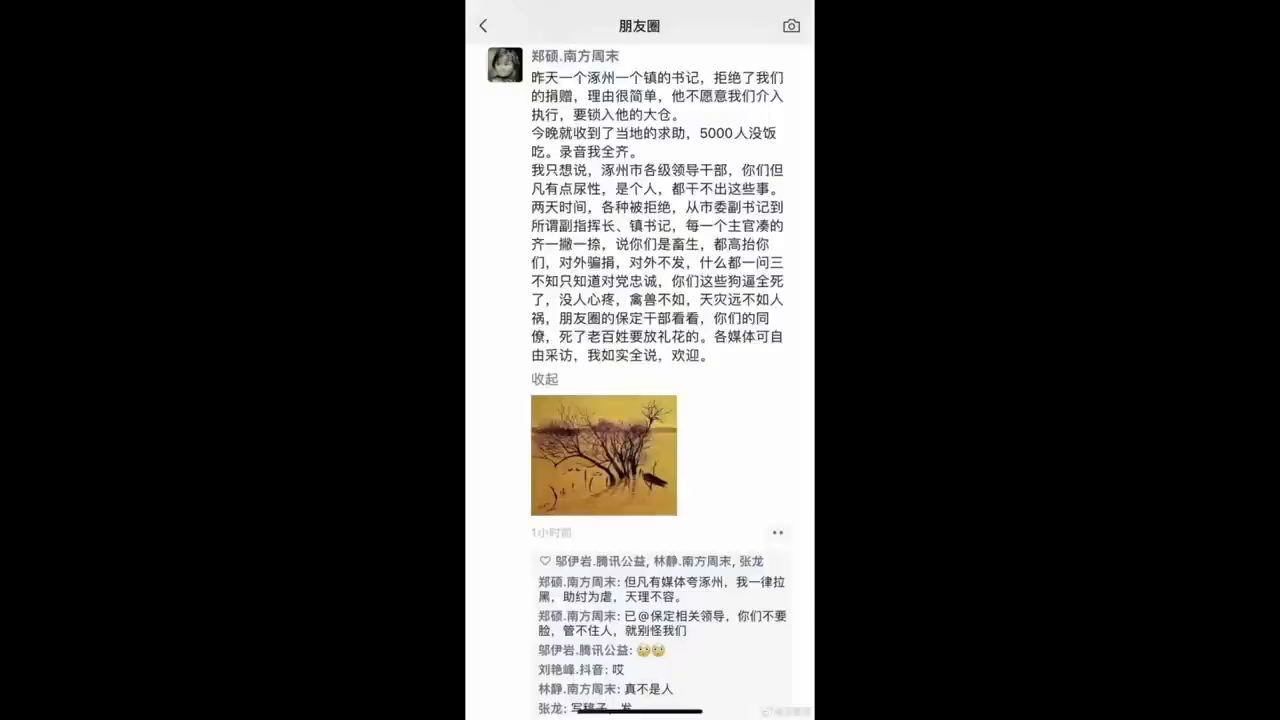 朋友圈
郑硕.南方周末
昨天一个涿州一个镇的书记，拒绝了我们
的捐赠，理由很简单，他不愿意我们介入
执行，要锁入他的大仓。
今晚就收到了当地的求助，5000人没饭
吃。录音我全齐。
我只想说，涿州市各级领导干部，你们但
凡有点尿性，是个人，都干不出这些事。
两天时间，各种被拒绝，从市委副书记到
所谓副指挥长、镇书记，每一个主官凑的
齐一撇一捺，说你们是畜生，都高抬你
们，对外骗捐，对外不发，什么都一问三
不知只知道对党忠诚，你们这些狗逼全死
了，没人心疼，禽兽不如，天灾远不如人
祸，朋友圈的保定干部看看，你们的同
僚，死了老百姓要放礼花的。各媒体可自
由采访，我如实全说，欢迎。
收起
1小时前
邬伊岩.腾讯公益, 林静.南方周末, 张龙
郑硕.南方周末: 但凡有媒体夸涿州，我一律拉
黑，助纣为虐，天理不容。
郑硕.南方周末: 已@保定相关领导，你们不要
脸，管不住人，就别怪我们
邬伊岩.腾讯公益: 🥹🥹
刘艳峰.抖音: 哎
林静.南方周末: 真不是人
张龙: 写稿子，发